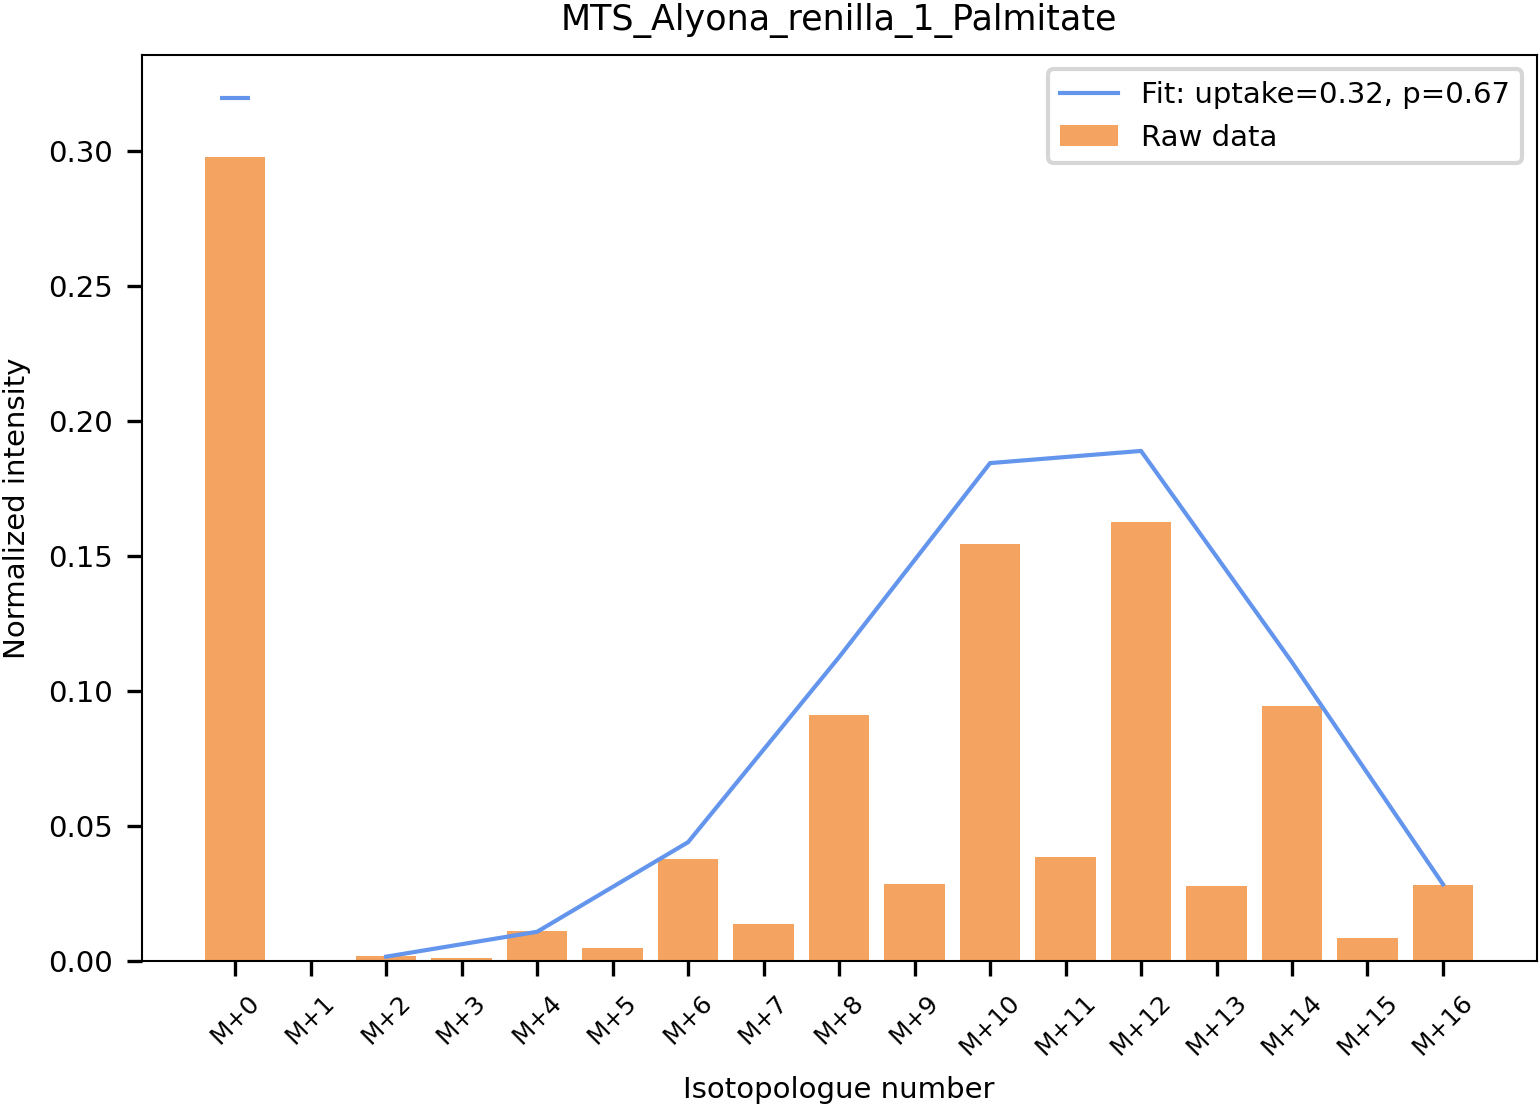 MTS_Alyona_renilla_1_Palmitate
Fit: uptake=0.32, p=0.67
Raw data
Normalized intensity
0.30
0.25
0.20
0.15
0.10
0.05
0.00
M+0 M+1 M+2 M+3 M+4 M+5 M+6 M+7 M+8 M+9 M+10 M+11 M+12 M+13 M+14 M+15 M+16
Isotopologue number